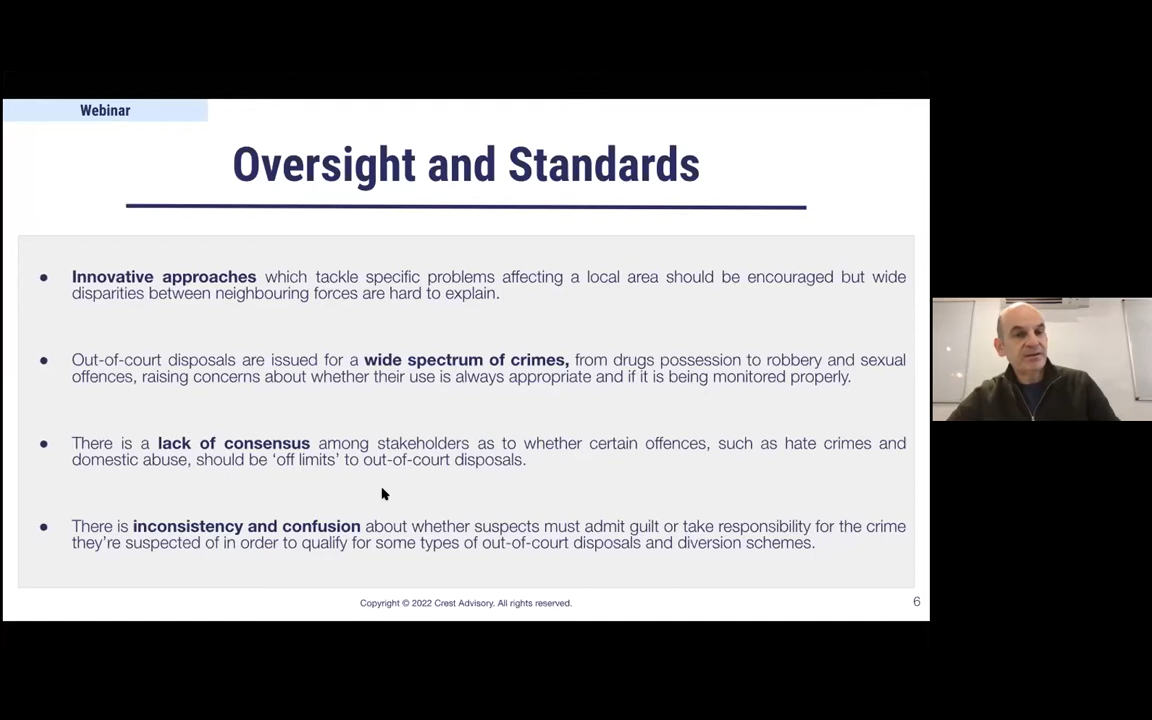 Webinar
Oversight and Standards
● Innovative approaches which tackle specific problems affecting a local area should be encouraged but wide
disparities between neighbouring forces are hard to explain.
● Out-of-court disposals are issued for a wide spectrum of crimes, from drugs possession to robbery and sexual
offences, raising concerns about whether their use is always appropriate and if it is being monitored properly.
● There is a lack of consensus among stakeholders as to whether certain offences, such as hate crimes and
domestic abuse, should be ‘off limits’ to out-of-court disposals.
● There is inconsistency and confusion about whether suspects must admit guilt or take responsibility for the crime
they’re suspected of in order to qualify for some types of out-of-court disposals and diversion schemes.
Copyright © 2022 Crest Advisory. All rights reserved.
6